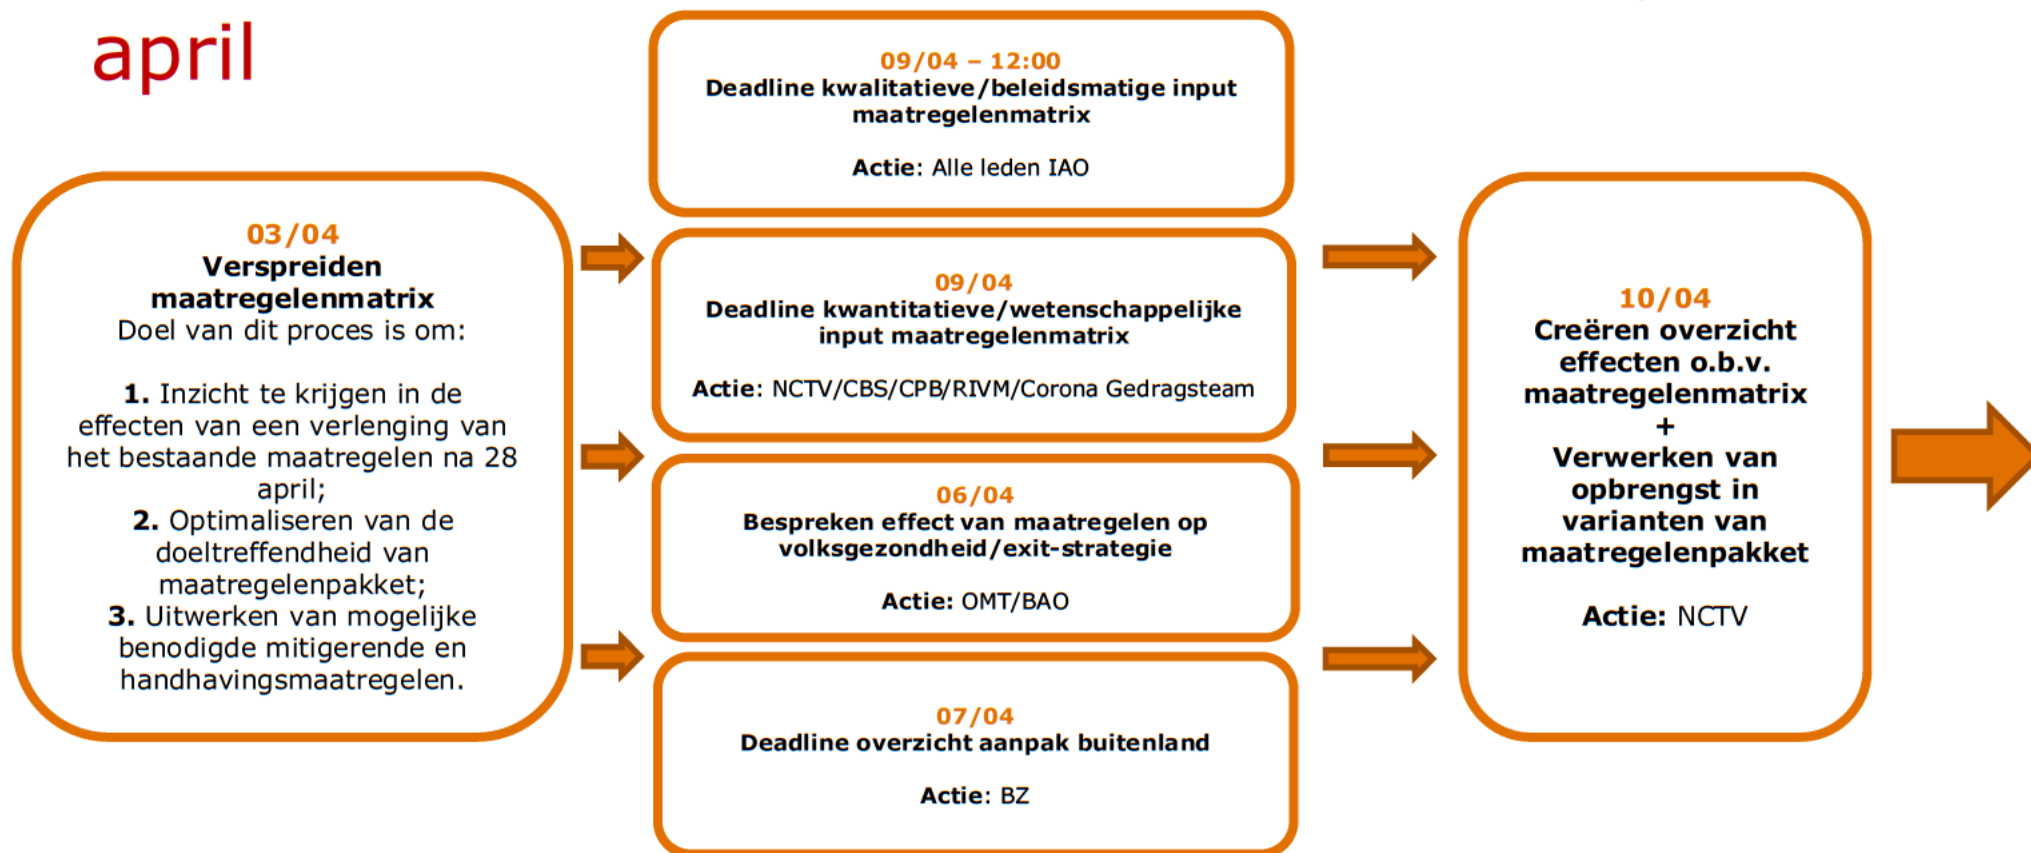 april
03/04
Verspreiden
maatregelenmatrix
Doel van dit proces is om:
1. Inzicht te krijgen in de
effecten van een verlenging van
het bestaande maatregelen na 28
april;
2. Optimaliseren van de
doeltreffendheid van
maatregelenpakket;
3. Uitwerken van mogelijke
benodigde mitigerende en
handhavingsmaatregelen.
09/04 – 12:00
Deadline kwalitatieve/beleidsmatige input
maatregelenmatrix
Actie: Alle leden IAO
09/04
Deadline kwantitatieve/wetenschappelijke
input maatregelenmatrix
Actie: NCTV/CBS/CPB/RIVM/Corona Gedragsteam
06/04
Bespreken effect van maatregelen op
volksgezondheid/exit-strategie
Actie: OMT/BAO
07/04
Deadline overzicht aanpak buitenland
Actie: BZ
10/04
Creëren overzicht
effecten o.b.v.
maatregelenmatrix
+
Verwerken van
opbrengst in
varianten van
maatregelenpakket
Actie: NCTV